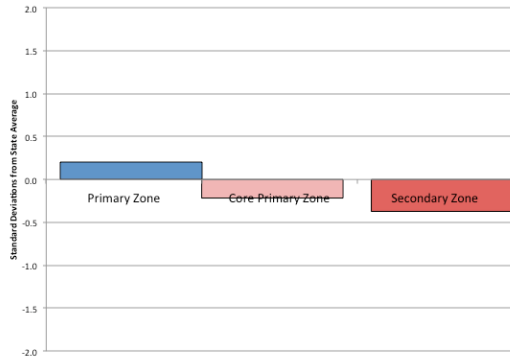 2.0
1.5
1.0
0.5
0.0
-0.5
-1.0
-1.5
-2.0
Standard Deviations from State Average
Primary Zone
Core Primary Zone
Secondary Zone